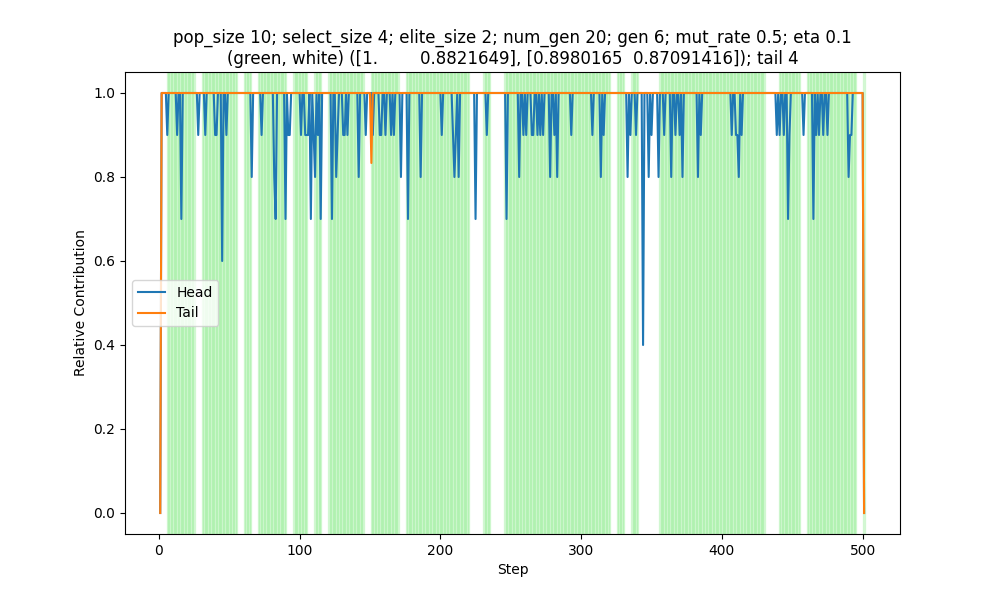 pop_size 10; select_size 4; elite_size 2; num_gen 20; gen 6; mut_rate 0.5; eta 0.1
(green, white) ([1.        0.8821649], [0.8980165  0.87091416]); tail 4
1.0
0.8
0.6
0.4
0.2
0.0
Relative Contribution
Head
Tail
0
100
200
300
400
500
Step